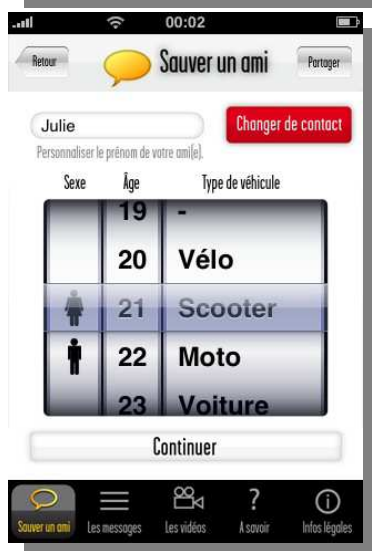 00:02
Retour
Sauver un ami
Partager
Julie
Changer de contact
Personnaliser le prénom de votre ami(e).
Sexe Âge Type de véhicule
19 -
20 Vélo
21 Scooter
22 Moto
23 Voiture
Continuer
Sauver un ami Les messages Les vidéos A savoir Infos légales